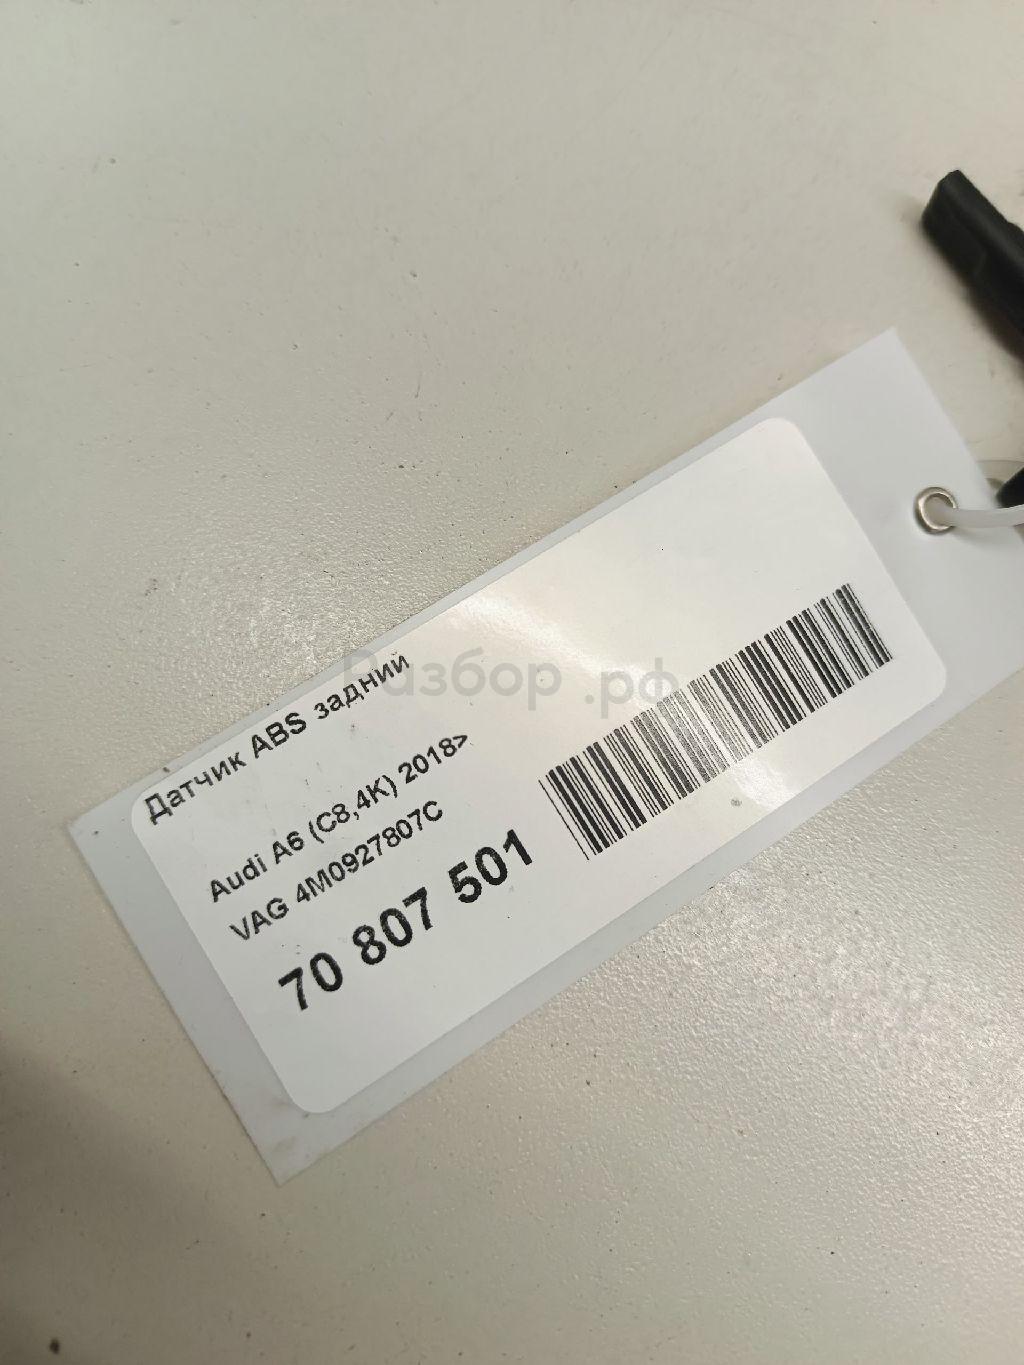 Датчик ABS задний
Audi A6 (C8,4K) 2018>
VAG 4M0927807C
70 807 501
Разбор.рф